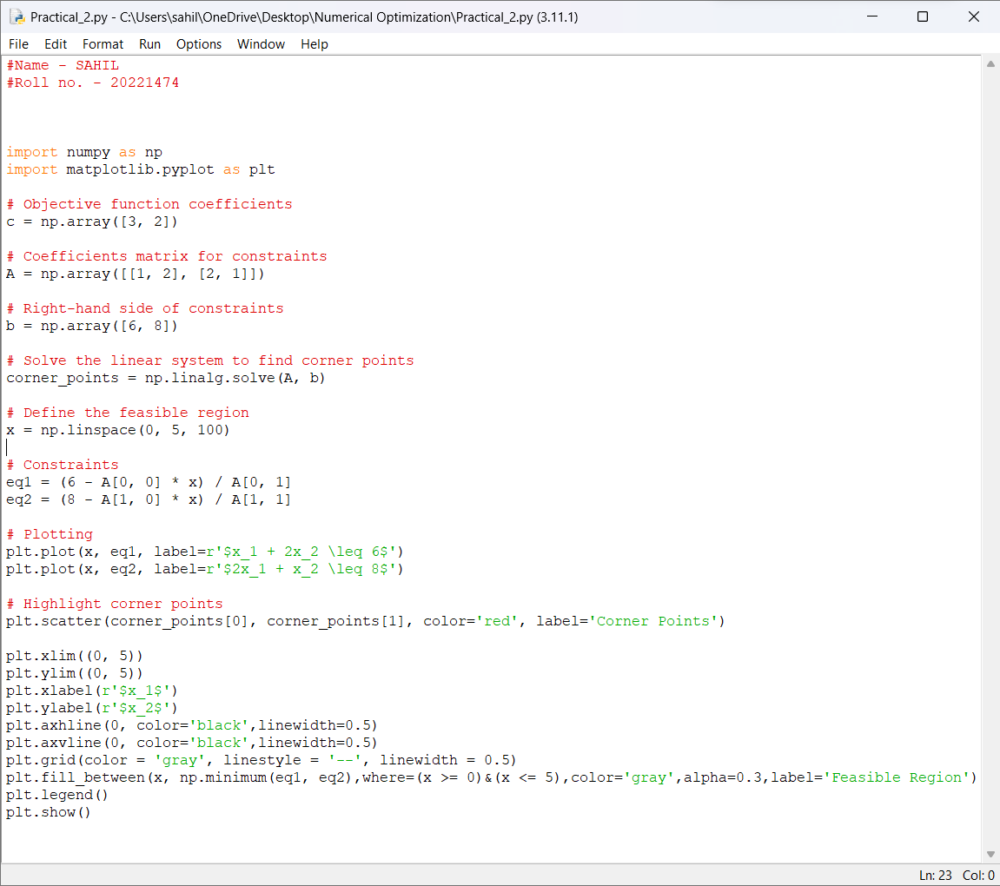 Practical_2.py - C:\Users\sahil\OneDrive\Desktop\Numerical Optimization\Practical_2.py (3.11.1)
File Edit Format Run Options Window Help
#Name - SAHIL
#Roll no. - 20221474
import numpy as np
import matplotlib.pyplot as plt
# Objective function coefficients
c = np.array([3, 2])
# Coefficients matrix for constraints
A = np.array([[1, 2], [2, 1]])
# Right-hand side of constraints
b = np.array([6, 8])
# Solve the linear system to find corner points
corner_points = np.linalg.solve(A, b)
# Define the feasible region
x = np.linspace(0, 5, 100)
# Constraints
eq1 = (6 - A[0, 0] * x) / A[0, 1]
eq2 = (8 - A[1, 0] * x) / A[1, 1]
# Plotting
plt.plot(x, eq1, label=r'$x_1 + 2x_2 \leq 6$')
plt.plot(x, eq2, label=r'$2x_1 + x_2 \leq 8$')
# Highlight corner points
plt.scatter(corner_points[0], corner_points[1], color='red', label='Corner Points')
plt.xlim((0, 5))
plt.ylim((0, 5))
plt.xlabel(r'$x_1$')
plt.ylabel(r'$x_2$')
plt.axhline(0, color='black',linewidth=0.5)
plt.axvline(0, color='black',linewidth=0.5)
plt.grid(color = 'gray', linestyle = '--', linewidth = 0.5)
plt.fill_between(x, np.minimum(eq1, eq2),where=(x >= 0)&(x <= 5),color='gray',alpha=0.3,label='Feasible Region')
plt.legend()
plt.show()
Ln: 23 Col: 0